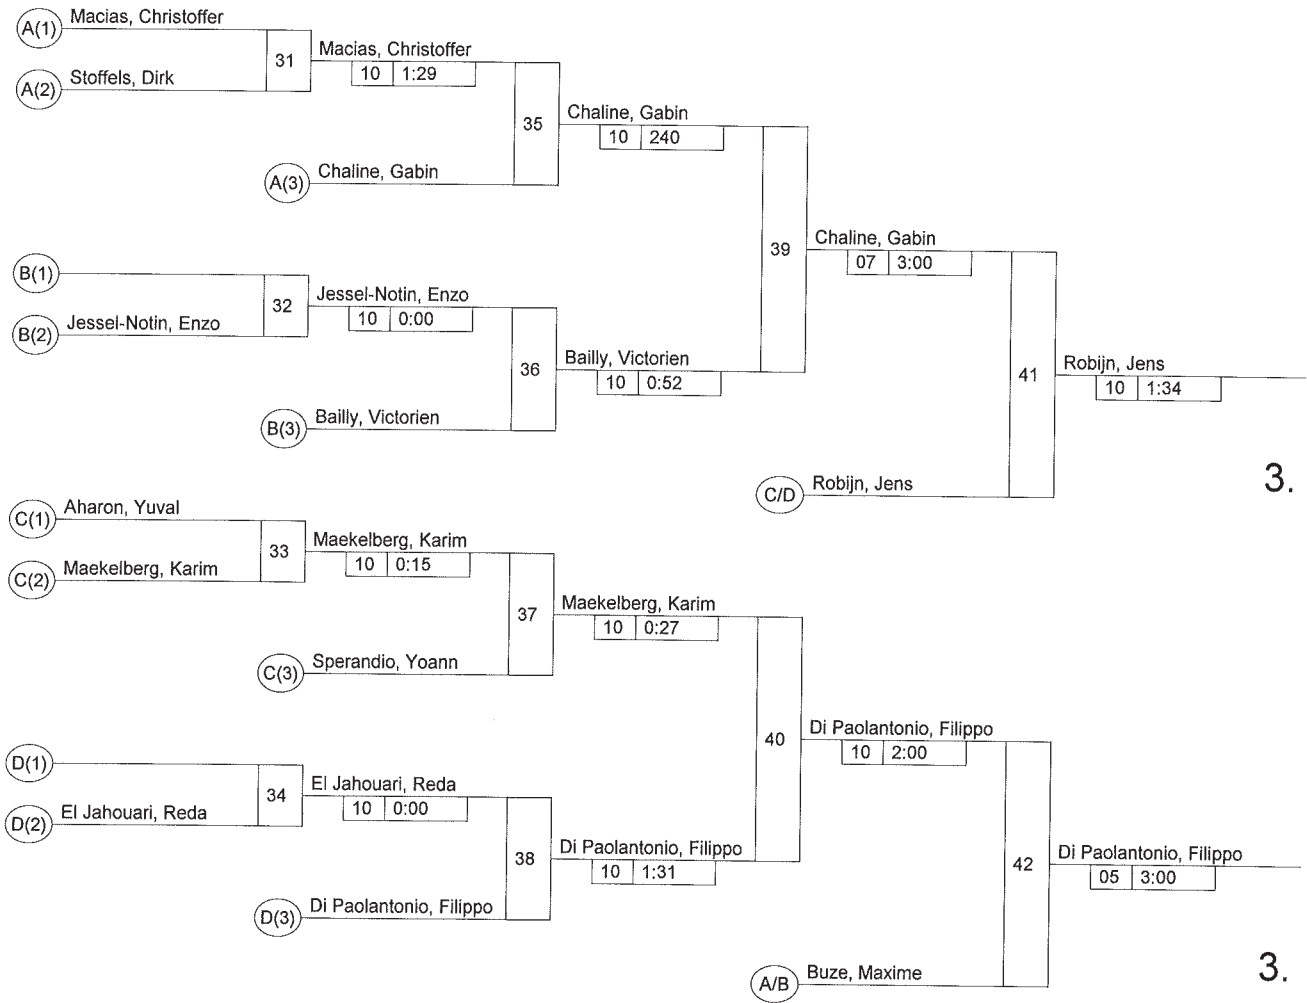 A(1) Macias, Christoffer
31 Macias, Christoffer
10 1:29
A(2) Stoffels, Dirk
35 Chaline, Gabin
10 240
A(3) Chaline, Gabin
39 Chaline, Gabin
07 3:00
B(1)
32 Jessel-Notin, Enzo
10 0:00
B(2) Jessel-Notin, Enzo
36 Bailly, Victorien
10 0:52
B(3) Bailly, Victorien
41 Robijn, Jens
10 1:34
3.
C/D Robijn, Jens
C(1) Aharon, Yuval
33 Maekelberg, Karim
10 0:15
C(2) Maekelberg, Karim
37 Maekelberg, Karim
10 0:27
C(3) Sperandio, Yoann
40 Di Paolantonio, Filippo
10 2:00
D(1)
34 El Jahouari, Reda
10 0:00
D(2) El Jahouari, Reda
38 Di Paolantonio, Filippo
10 1:31
D(3) Di Paolantonio, Filippo
42 Di Paolantonio, Filippo
05 3:00
3.
A/B Buze, Maxime